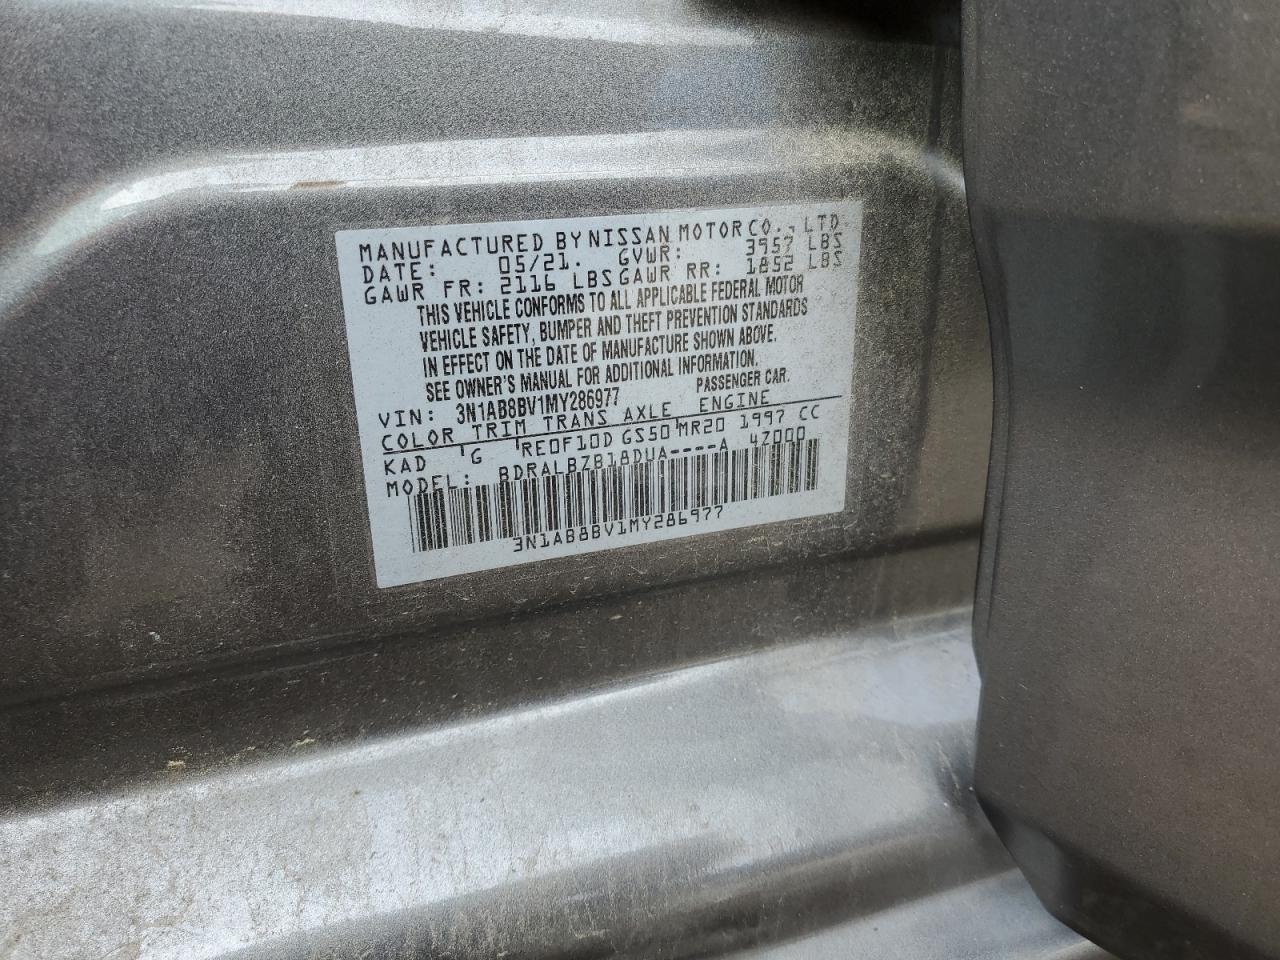 MANUFACTURED BY NISSAN MOTOR CO., LTD.
DATE: 05/21. GVWR: 3957 LBS
GAWR FR: 2116 LBS GAWR RR: 1852 LBS
THIS VEHICLE CONFORMS TO ALL APPLICABLE FEDERAL MOTOR
VEHICLE SAFETY, BUMPER AND THEFT PREVENTION STANDARDS
IN EFFECT ON THE DATE OF MANUFACTURE SHOWN ABOVE.
SEE OWNER'S MANUAL FOR ADDITIONAL INFORMATION.
VIN: 3N1AB8BV1MY286977 PASSENGER CAR.
COLOR TRIM TRANS AXLE ENGINE
KAD G RE0F10D GS50 MR20 1997 CC
MODEL: BDRALBZB18DUA----A 4Z000
3N1AB8BV1MY286977